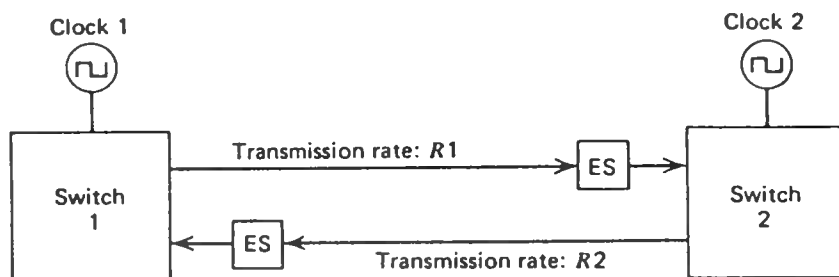 Clock 1
Clock 2
Transmission rate: R1
ES
Switch
1
Switch
2
ES
Transmission rate: R2